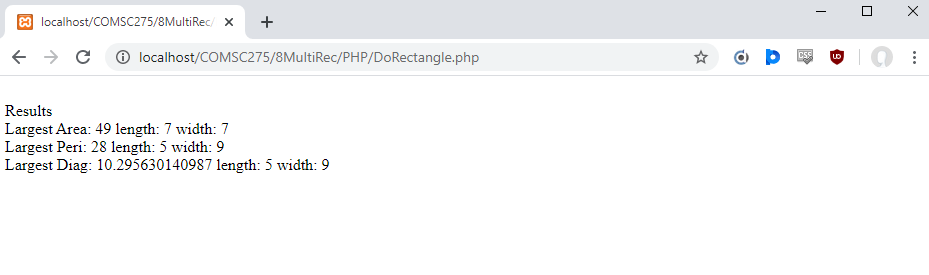 localhost/COMSC275/8MultiRec/
localhost/COMSC275/8MultiRec/PHP/DoRectangle.php
Results
Largest Area: 49 length: 7 width: 7
Largest Peri: 28 length: 5 width: 9
Largest Diag: 10.295630140987 length: 5 width: 9